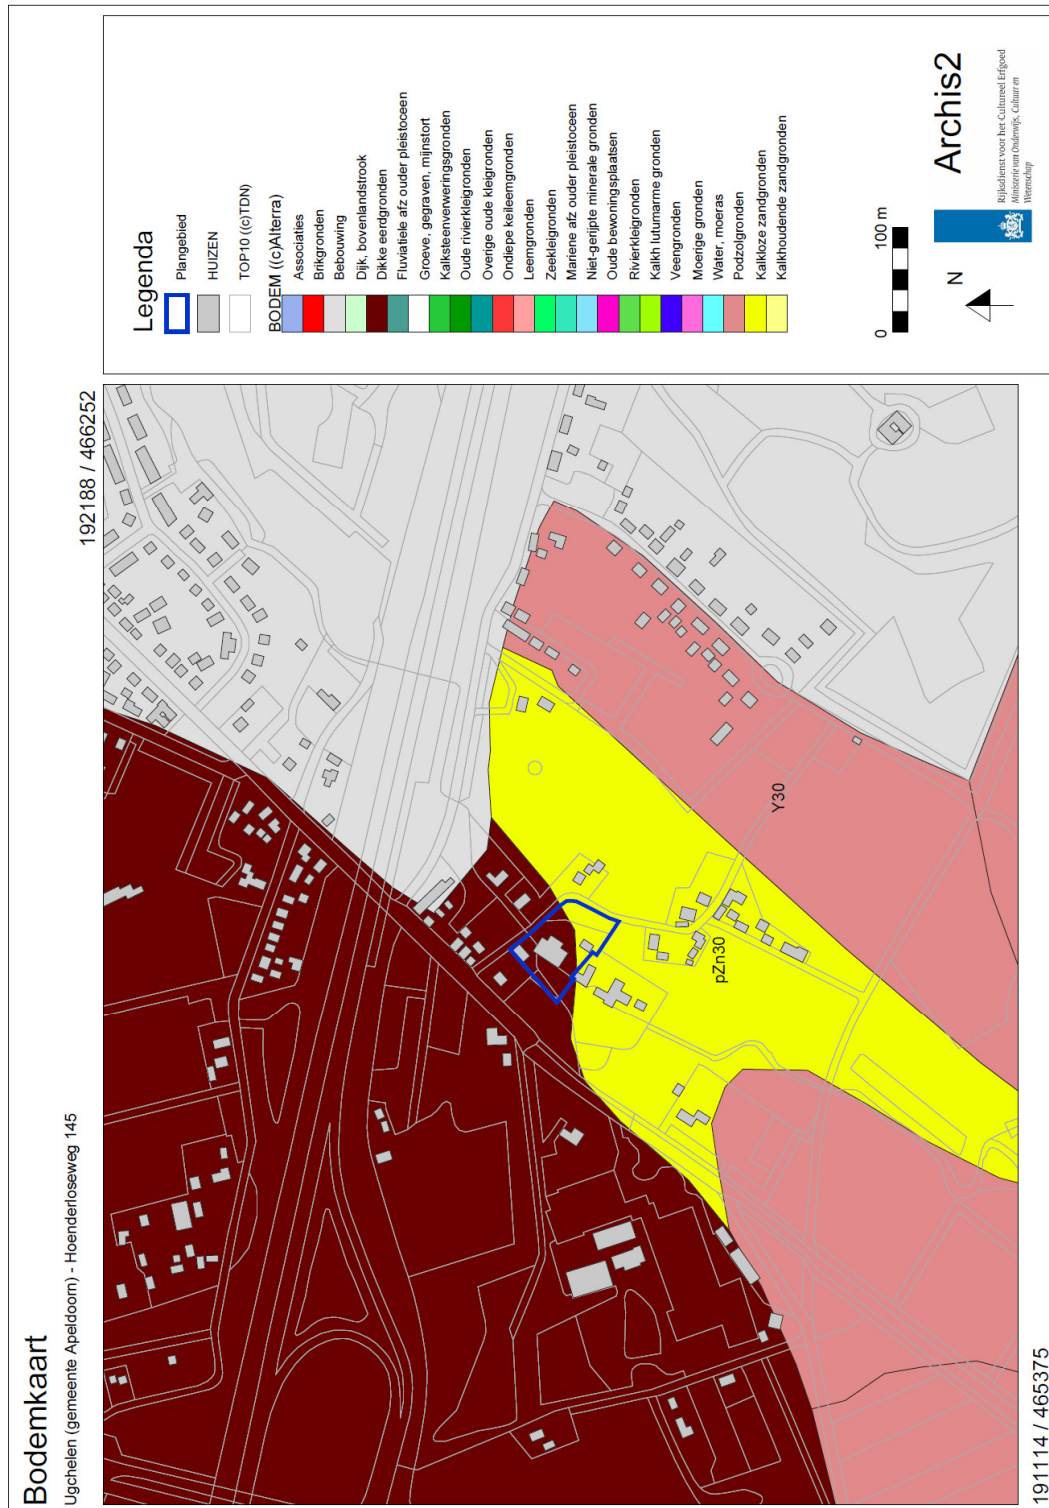 Bodemkaart
Ugchelen (gemeente Apeldoorn) - Hoenderloseweg 145
192188 / 466252
191114 / 465375
pZn30
Y30
Legenda
Plangebied
HUIZEN
TOP10 ((c)TDN)
BODEM ((c)Alterra)
Associaties
Brikgronden
Bebouwing
Dijk, bovenlandstrook
Dikke eerdgronden
Fluviatiele afz ouder pleistoceen
Groeve, gegraven, mijnstort
Kalksteenverweringsgronden
Oude rivierkleigronden
Overige oude kleigronden
Ondiepe keileemgronden
Leemgronden
Zeekleigronden
Mariene afz ouder pleistoceen
Niet-gerijpte minerale gronden
Oude bewoningsplaatsen
Rivierkleigronden
Kalkh lutumarme gronden
Veengronden
Moerige gronden
Water, moeras
Podzolgronden
Kalkloze zandgronden
Kalkhoudende zandgronden
0 100 m
N
Archis2
Rijksdienst voor het Cultureel Erfgoed
Ministerie van Onderwijs, Cultuur en
Wetenschap